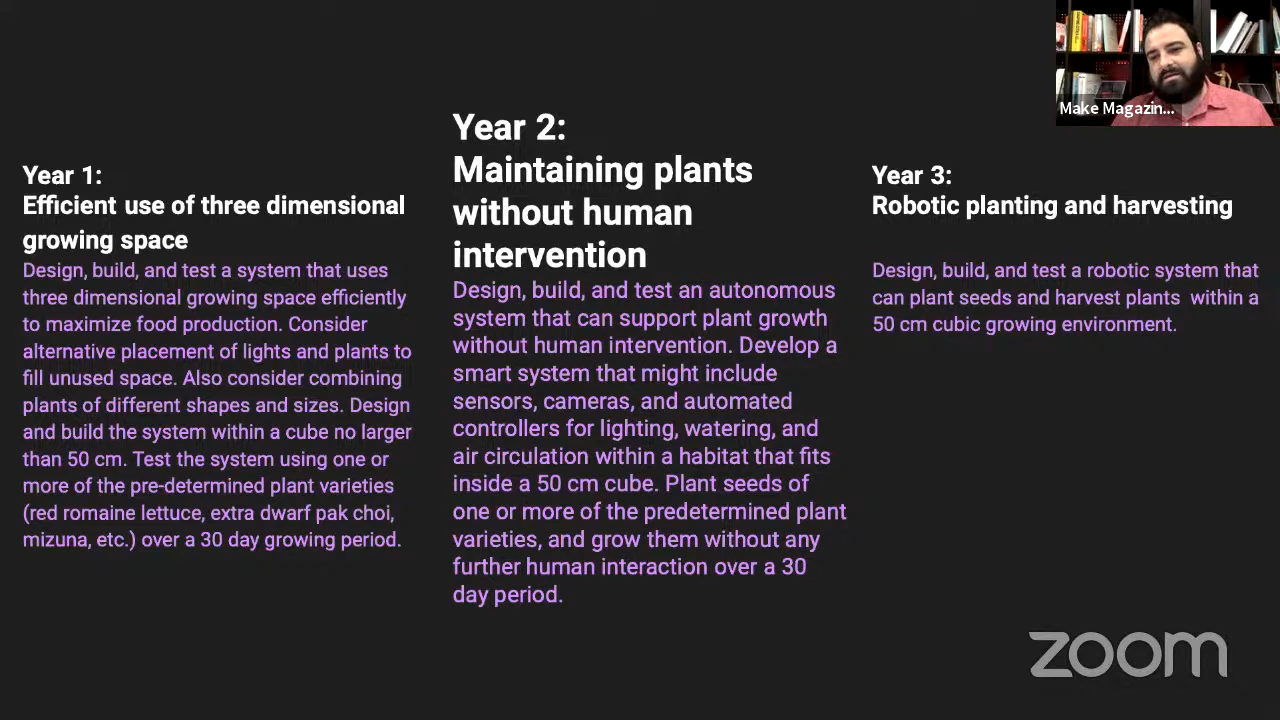 Make Magazin...
Year 1:
Efficient use of three dimensional
growing space
Design, build, and test a system that uses
three dimensional growing space efficiently
to maximize food production. Consider
alternative placement of lights and plants to
fill unused space. Also consider combining
plants of different shapes and sizes. Design
and build the system within a cube no larger
than 50 cm. Test the system using one or
more of the pre-determined plant varieties
(red romaine lettuce, extra dwarf pak choi,
mizuna, etc.) over a 30 day growing period.
Year 2:
Maintaining plants
without human
intervention
Design, build, and test an autonomous
system that can support plant growth
without human intervention. Develop a
smart system that might include
sensors, cameras, and automated
controllers for lighting, watering, and
air circulation within a habitat that fits
inside a 50 cm cube. Plant seeds of
one or more of the predetermined plant
varieties, and grow them without any
further human interaction over a 30
day period.
Year 3:
Robotic planting and harvesting
Design, build, and test a robotic system that
can plant seeds and harvest plants  within a
50 cm cubic growing environment.
zoom